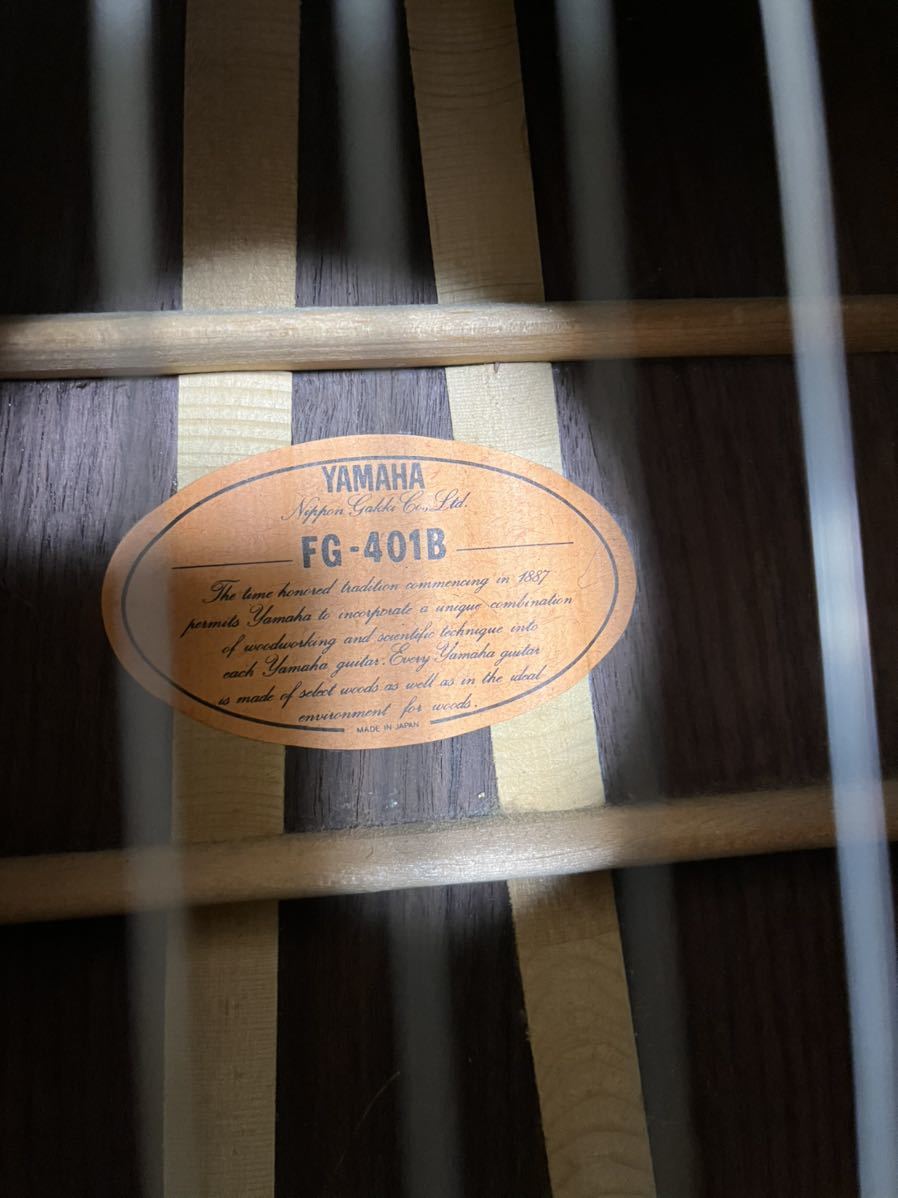 YAMAHA
Nippon Gakki Co., Ltd.
FG-401B
The time honored tradition commencing in 1887
permits Yamaha to incorporate a unique combination
of woodworking and scientific technique into
each Yamaha guitar. Every Yamaha guitar
is made of select woods as well as in the ideal
environment for woods.
MADE IN JAPAN